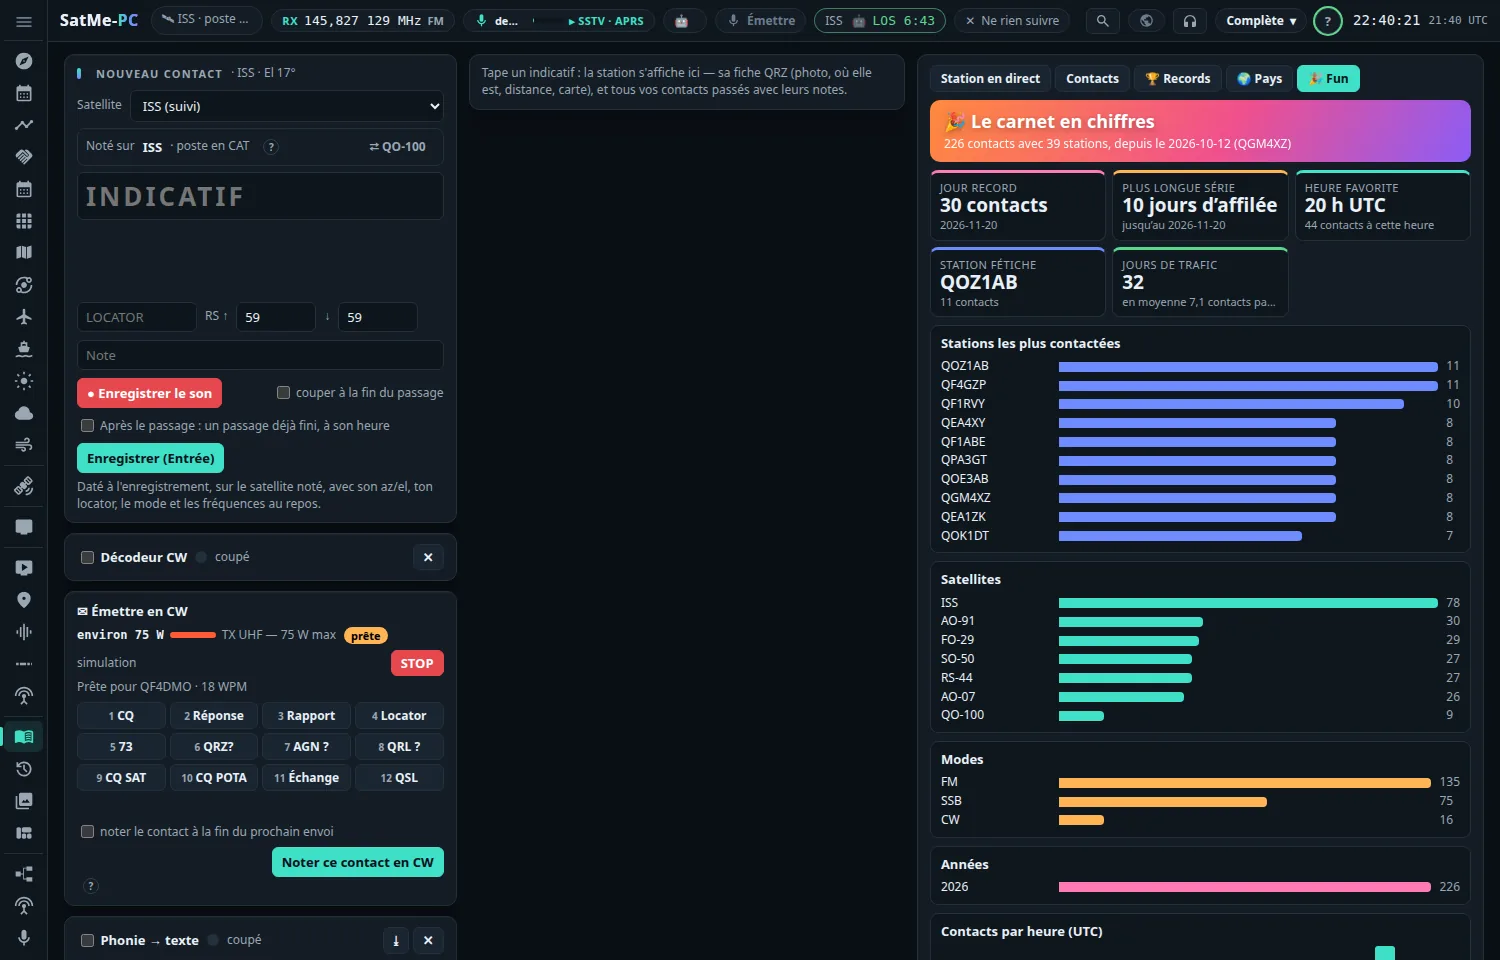 SatMe-PC
ISS · poste ...
RX 145,827 129 MHz FM
de...
▸ SSTV · APRS
Émettre
ISS LOS 6:43
✕ Ne rien suivre
Complète ▾
?
22:40:21 21:40 UTC
NOUVEAU CONTACT · ISS · El 17°
Satellite ISS (suivi)
Noté sur ISS · poste en CAT ? ⇄ QO-100
INDICATIF
LOCATOR RS ↑ 59 ↓ 59
Note
● Enregistrer le son couper à la fin du passage
Après le passage : un passage déjà fini, à son heure
Enregistrer (Entrée)
Daté à l'enregistrement, sur le satellite noté, avec son az/el, ton
locator, le mode et les fréquences au repos.
Décodeur CW coupé ✕
✉ Émettre en CW
environ 75 W TX UHF — 75 W max prête
simulation STOP
Prête pour QF4DMO · 18 WPM
1 CQ 2 Réponse 3 Rapport 4 Locator
5 73 6 QRZ? 7 AGN ? 8 QRL ?
9 CQ SAT 10 CQ POTA 11 Échange 12 QSL
noter le contact à la fin du prochain envoi
Noter ce contact en CW
?
Phonie → texte coupé ⭳ ✕
Tape un indicatif : la station s'affiche ici — sa fiche QRZ (photo, où elle
est, distance, carte), et tous vos contacts passés avec leurs notes.
Station en direct Contacts 🏆 Records 🌍 Pays 🎉 Fun
🎉 Le carnet en chiffres
226 contacts avec 39 stations, depuis le 2026-10-12 (QGM4XZ)
JOUR RECORD
30 contacts
2026-11-20
PLUS LONGUE SÉRIE
10 jours d’affilée
jusqu’au 2026-11-20
HEURE FAVORITE
20 h UTC
44 contacts à cette heure
STATION FÉTICHE
QOZ1AB
11 contacts
JOURS DE TRAFIC
32
en moyenne 7,1 contacts pa...
Stations les plus contactées
QOZ1AB 11
QF4GZP 11
QF1RVY 10
QEA4XY 8
QF1ABE 8
QPA3GT 8
QOE3AB 8
QGM4XZ 8
QEA1ZK 8
QOK1DT 7
Satellites
ISS 78
AO-91 30
FO-29 29
SO-50 27
RS-44 27
AO-07 26
QO-100 9
Modes
FM 135
SSB 75
CW 16
Années
2026 226
Contacts par heure (UTC)